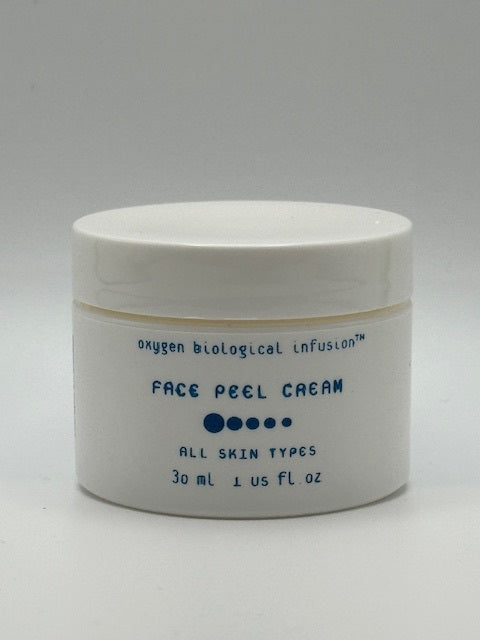 oxygen Biological infusion™
FACE PEEL CREAM
ALL SKIN TYPES
30 ml 1 US fl.oz